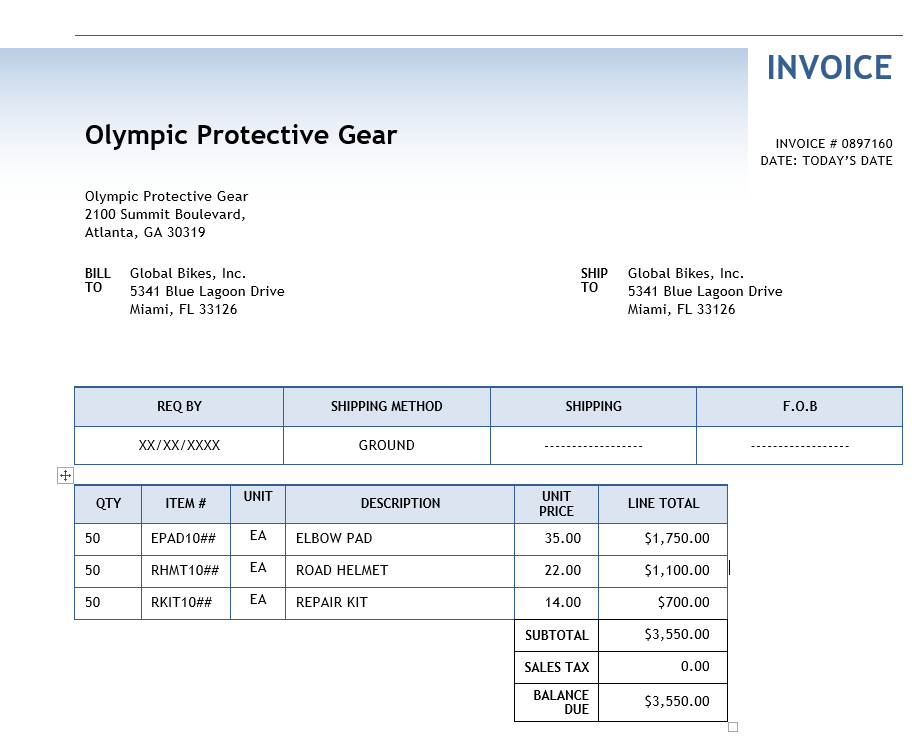 INVOICE
Olympic Protective Gear
INVOICE # 0897160
DATE: TODAY'S DATE
Olympic Protective Gear
2100 Summit Boulevard,
Atlanta, GA 30319
BILL TO Global Bikes, Inc.
5341 Blue Lagoon Drive
Miami, FL 33126
SHIP TO Global Bikes, Inc.
5341 Blue Lagoon Drive
Miami, FL 33126
REQ BY SHIPPING METHOD SHIPPING F.O.B
XX/XX/XXXX GROUND ------------------ ------------------
QTY ITEM # UNIT DESCRIPTION UNIT PRICE LINE TOTAL
50 EPAD10## EA ELBOW PAD 35.00 $1,750.00
50 RHMT10## EA ROAD HELMET 22.00 $1,100.00
50 RKIT10## EA REPAIR KIT 14.00 $700.00
SUBTOTAL $3,550.00
SALES TAX 0.00
BALANCE DUE $3,550.00